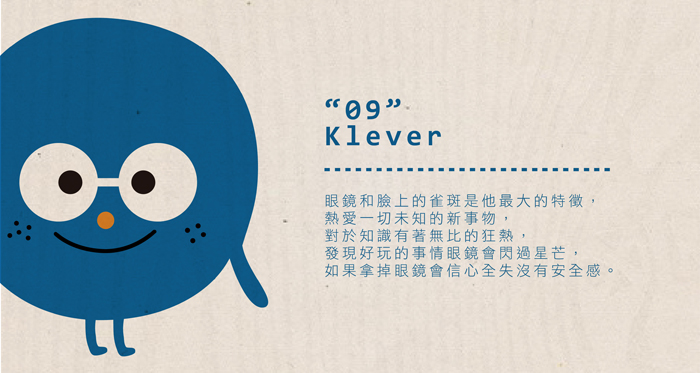 “09”
Klever
眼鏡和臉上的雀斑是他最大的特徵，
熱愛一切未知的新事物，
對於知識有著無比的狂熱，
發現好玩的事情眼鏡會閃過星芒，
如果拿掉眼鏡會信心全失沒有安全感。